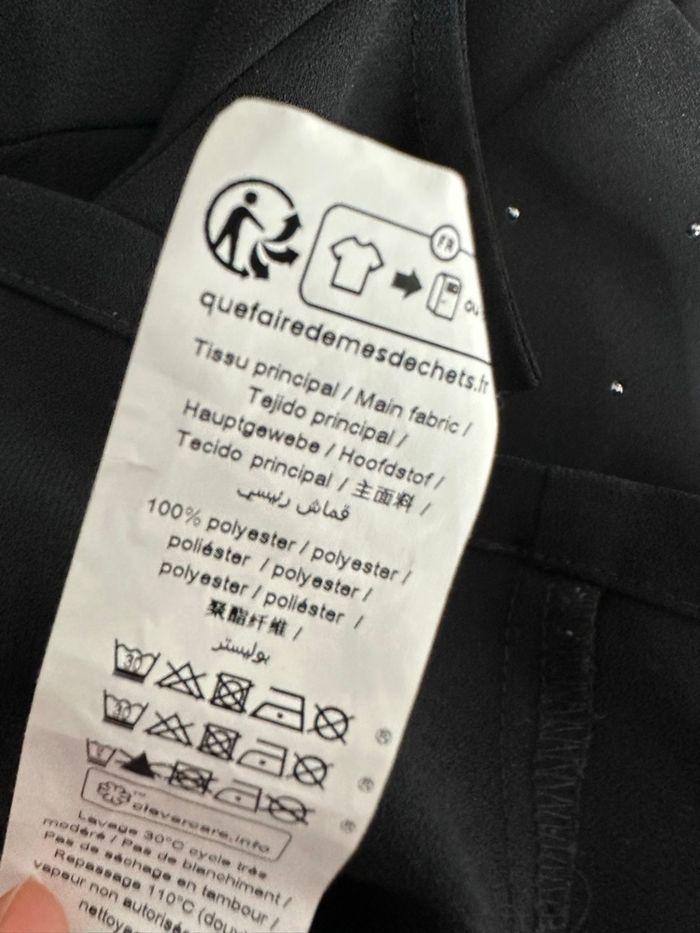 FR
ou
quefairedemesdechets.fr
Tissu principal / Main fabric /
Tejido principal /
Hauptgewebe / Hoofdstof /
Tecido principal / 主面料 /
قماش رئيسي
100% polyester / polyester /
poliéster / polyester /
polyester / poliéster /
聚酯纤维 /
بوليستر
30
30
®
®
®
clevercare.info
Lavage 30°C cycle très
modéré / Pas de blanchiment /
Pas de séchage en tambour /
Repassage 110°C
vapeur non